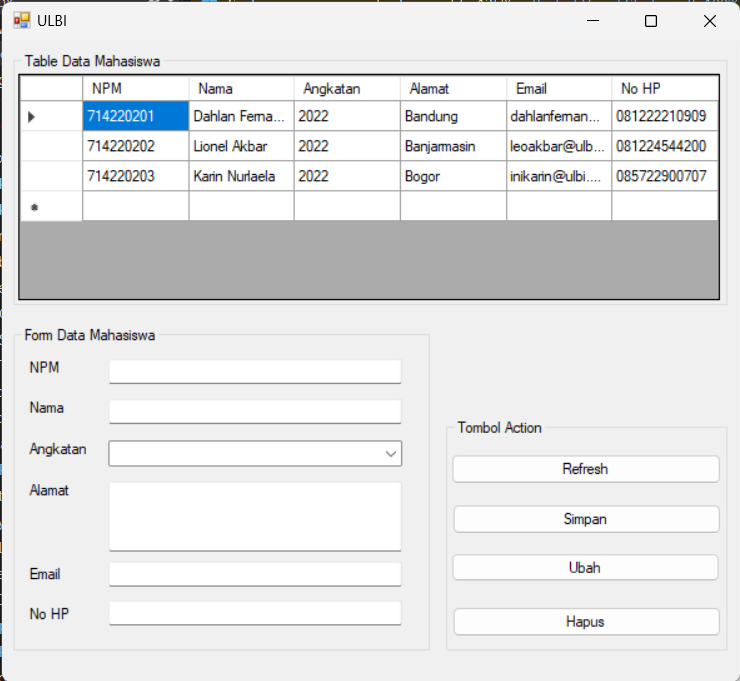 ULBI
Table Data Mahasiswa
NPM Nama Angkatan Alamat Email No HP
714220201 Dahlan Ferna... 2022 Bandung dahlanfernan... 081222210909
714220202 Lionel Akbar 2022 Banjarmasin leoakbar@ulb... 081224544200
714220203 Karin Nurlaela 2022 Bogor inikarin@ulbi.... 085722900707
Form Data Mahasiswa
NPM
Nama
Angkatan
Alamat
Email
No HP
Tombol Action
Refresh
Simpan
Ubah
Hapus